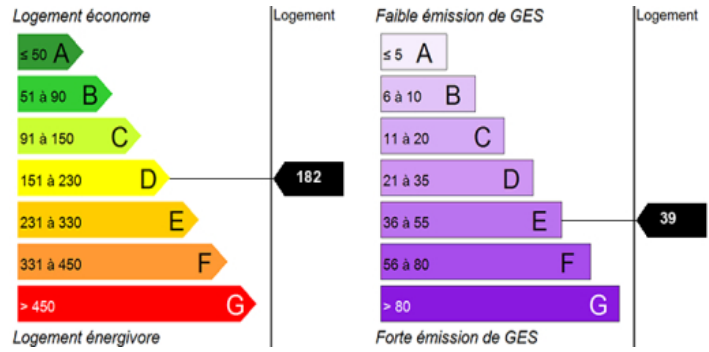 Logement économe
Logement
≤ 50 A
51 à 90 B
91 à 150 C
151 à 230 D
182
231 à 330 E
331 à 450 F
> 450 G
Logement énergivore
Faible émission de GES
Logement
≤ 5 A
6 à 10 B
11 à 20 C
21 à 35 D
36 à 55 E
39
56 à 80 F
> 80 G
Forte émission de GES